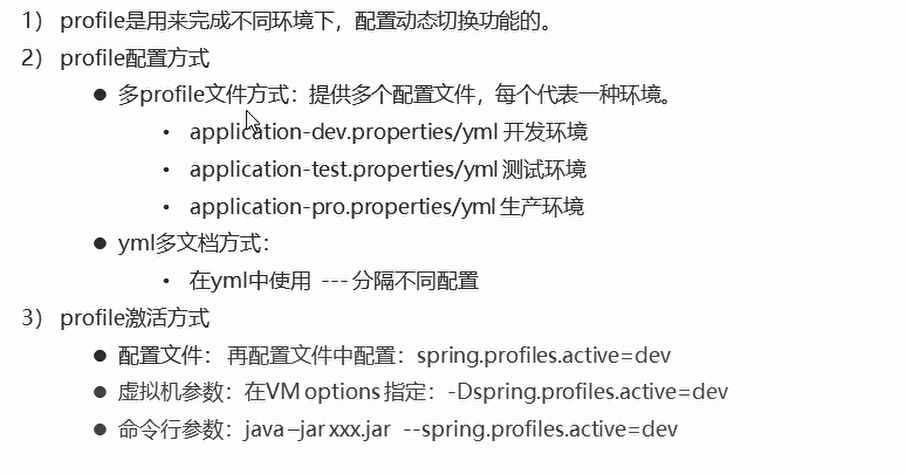 1） profile是用来完成不同环境下，配置动态切换功能的。
2） profile配置方式
● 多profile文件方式：提供多个配置文件，每个代表一种环境。
• application-dev.properties/yml 开发环境
• application-test.properties/yml 测试环境
• application-pro.properties/yml 生产环境
● yml多文档方式：
• 在yml中使用 --- 分隔不同配置
3） profile激活方式
● 配置文件： 再配置文件中配置：spring.profiles.active=dev
● 虚拟机参数：在VM options 指定：-Dspring.profiles.active=dev
● 命令行参数：java –jar xxx.jar --spring.profiles.active=dev